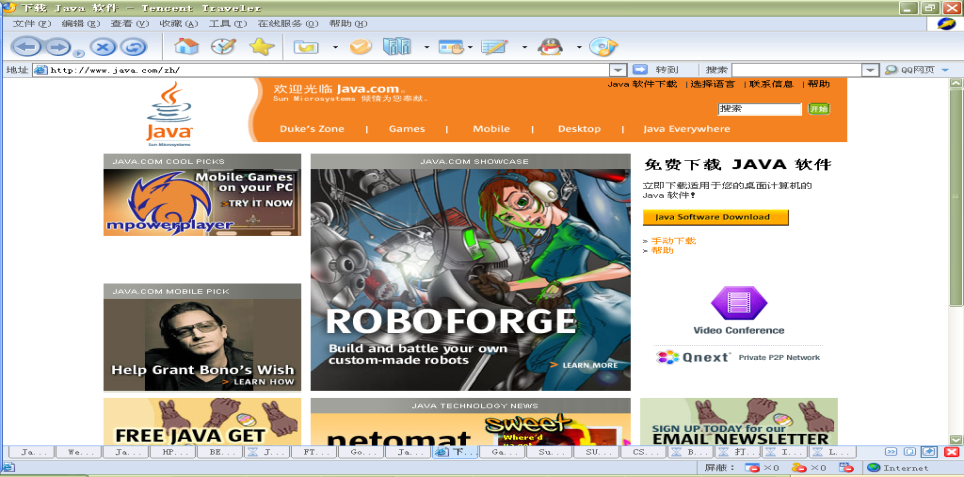 下载 Java 软件 - Tencent Traveler
文件(F) 编辑(E) 查看(V) 收藏(A) 工具(T) 在线服务(O) 帮助(H)
地址 http://www.java.com/zh/ 转到 搜索 QQ网页
Java 软件下载 | 选择语言 | 联系信息 | 帮助
欢迎光临 Java.com。
Sun Microsystems 倾情为您奉献。
搜索 开始
Java
Sun Microsystems
Duke's Zone | Games | Mobile | Desktop | Java Everywhere
JAVA.COM COOL PICKS
Mobile Games
on your PC
>TRY IT NOW
mpowerplayer
JAVA.COM MOBILE PICK
Help Grant Bono's Wish
> LEARN HOW
FREE JAVA GET
JAVA.COM SHOWCASE
ROBOFORGE
Build and battle your own
custom-made robots
> LEARN MORE
JAVA TECHNOLOGY NEWS
netomat
sweet
Where'd
免费下载 JAVA 软件
立即下载适用于您的桌面计算机的
Java 软件!
Java Software Download
» 手动下载
» 帮助
Video Conference
Qnext Private P2P Network
SIGN UP TODAY for our
EMAIL NEWSLETTER
Ja... We... Ja... HP... BE... J... FT... Go... Ja... 下... Ga... Su... SU... CS... B... 打... I... L...
屏蔽: ×0 ×0 Internet